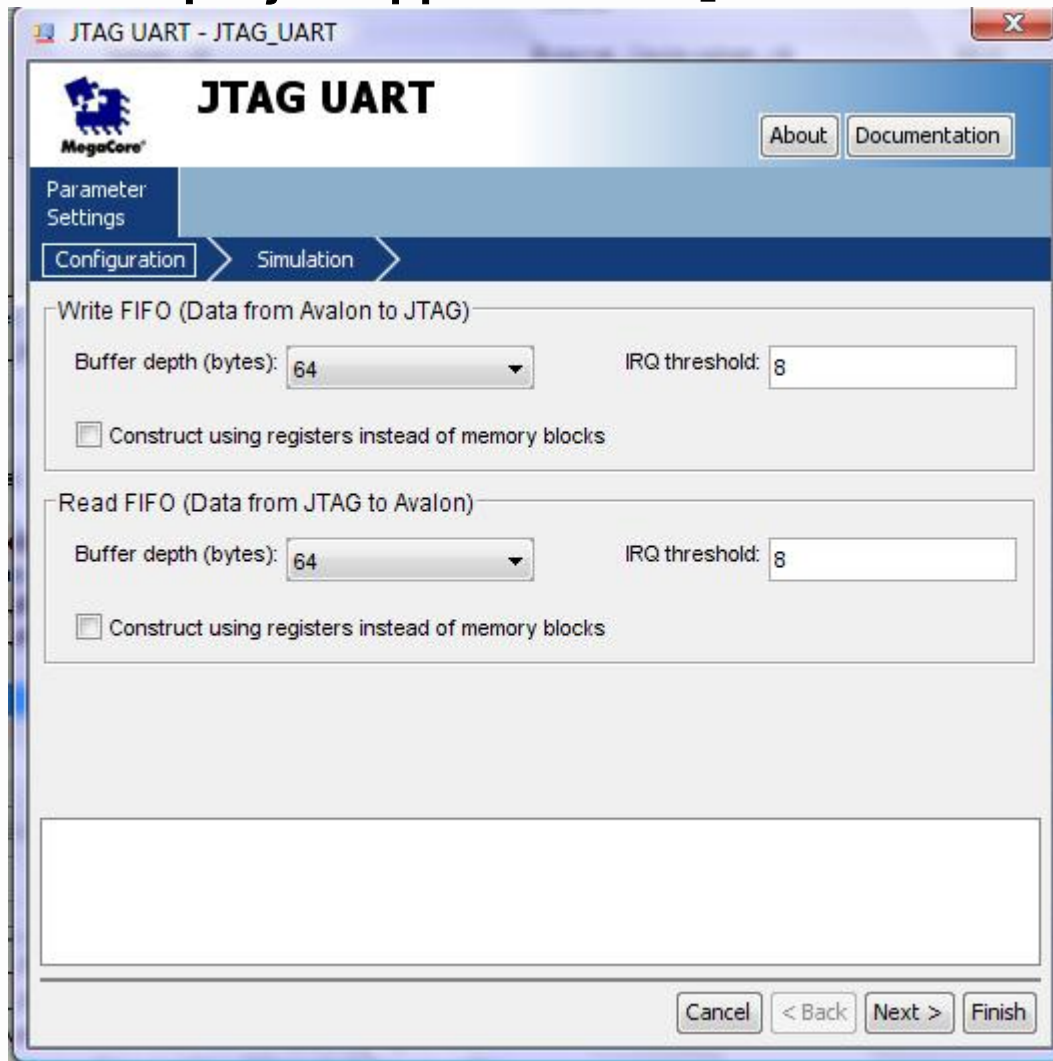 JTAG UART - JTAG_UART
MegaCore®
JTAG UART
About Documentation
Parameter
Settings
Configuration Simulation
Write FIFO (Data from Avalon to JTAG)
Buffer depth (bytes): 64 IRQ threshold: 8
Construct using registers instead of memory blocks
Read FIFO (Data from JTAG to Avalon)
Buffer depth (bytes): 64 IRQ threshold: 8
Construct using registers instead of memory blocks
Cancel < Back Next > Finish